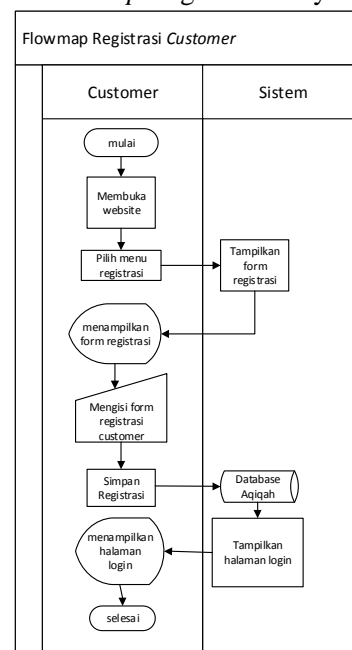 Flowmap Registrasi Customer
Customer
Sistem
mulai
Membuka
website
Pilih menu
registrasi
Tampilkan
form
registrasi
menampilkan
form registrasi
Mengisi form
registrasi
customer
Simpan
Registrasi
Database
Aqiqah
menampilkan
halaman
login
Tampilkan
halaman login
selesai